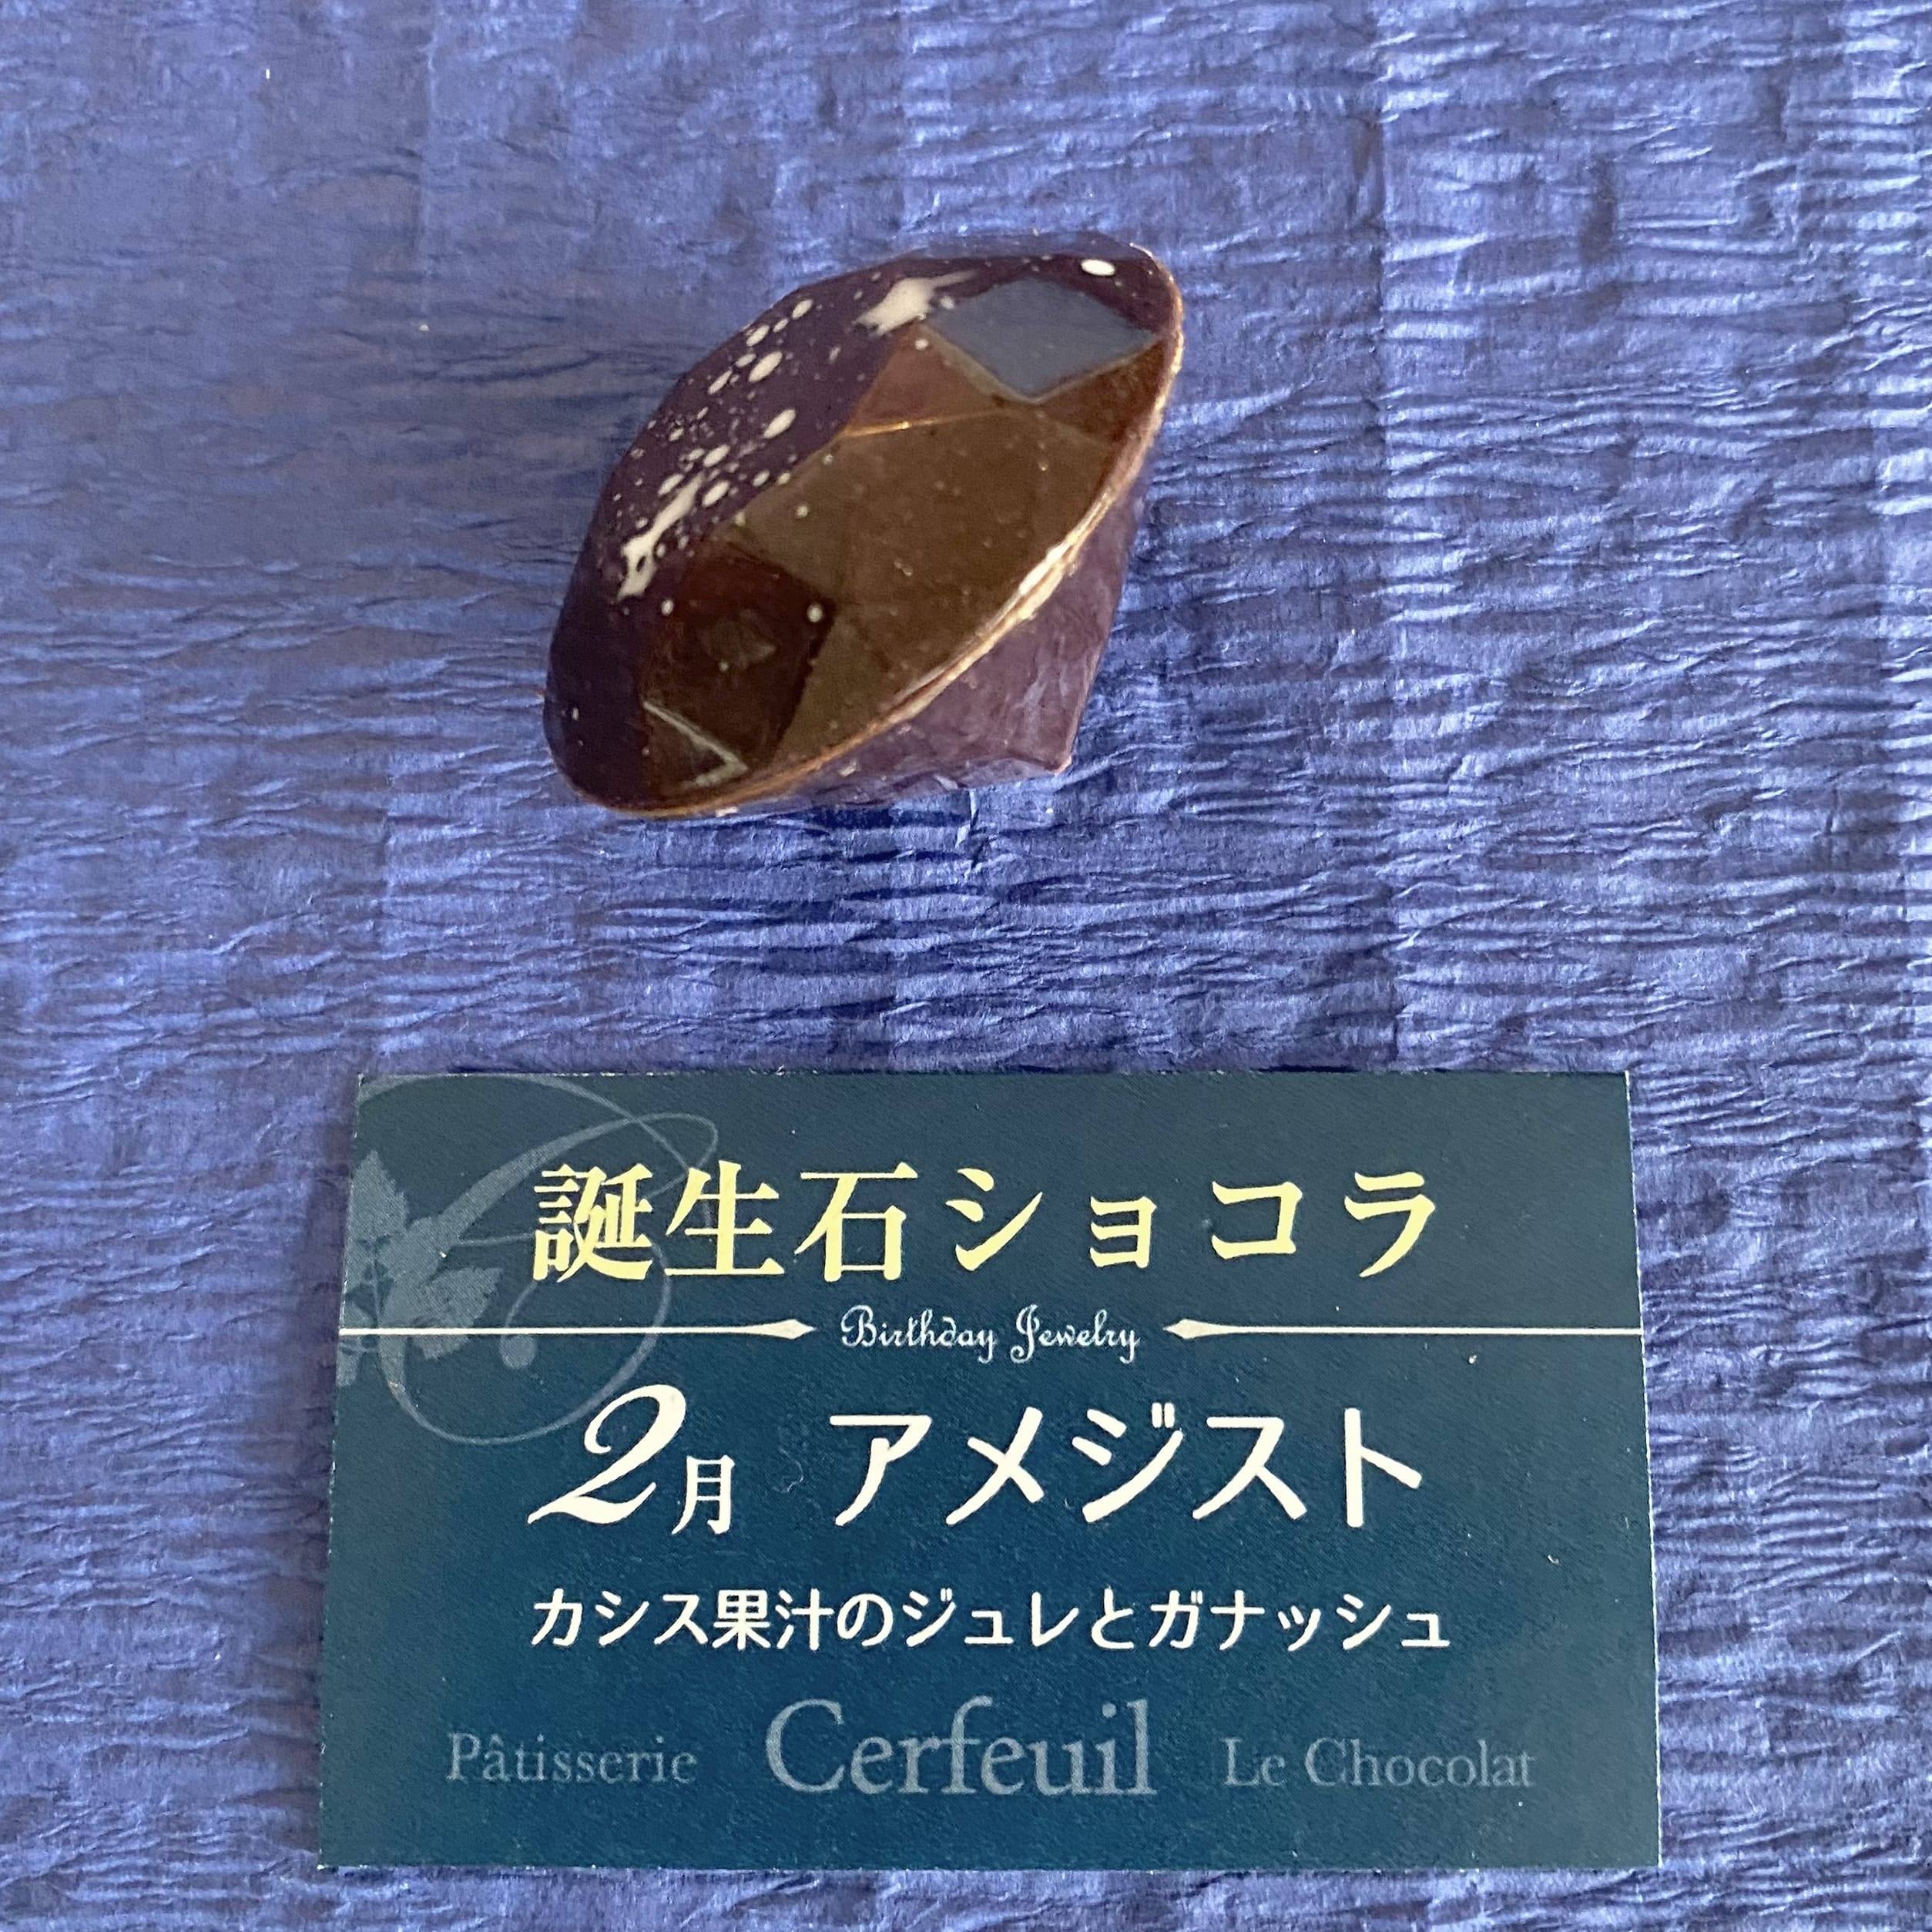 誕生石ショコラ
Birthday Jewelry
2月 アメジスト
カシス果汁のジュレとガナッシュ
Pâtisserie Cerfeuil Le Chocolat